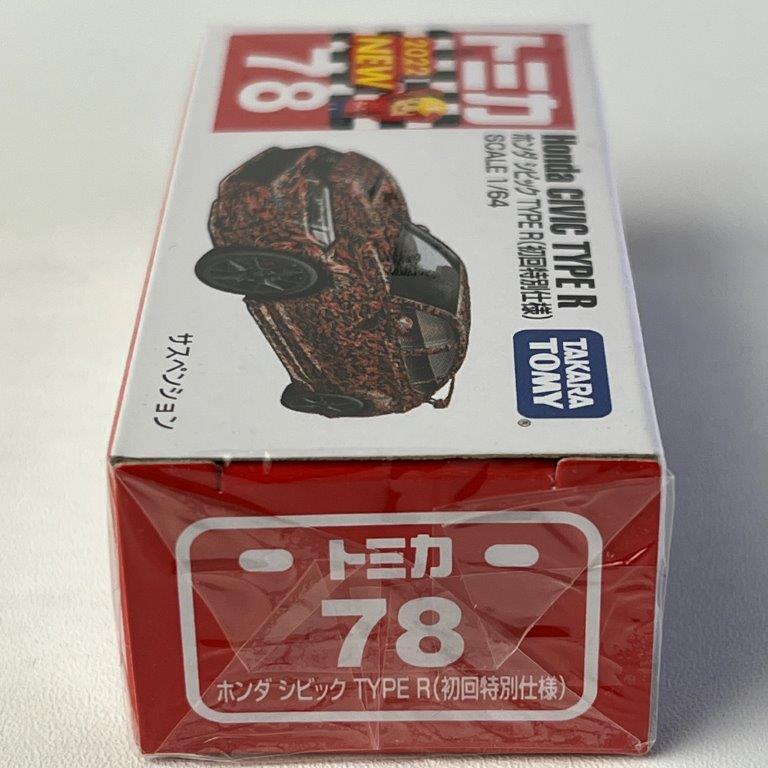 トミカ
2022
NEW
78
Honda CIVIC TYPE R
ホンダ シビック TYPE R(初回特別仕様)
SCALE 1/64
TAKARA
TOMY
®
サスペンション
トミカ
78
ホンダ シビック TYPE R(初回特別仕様)